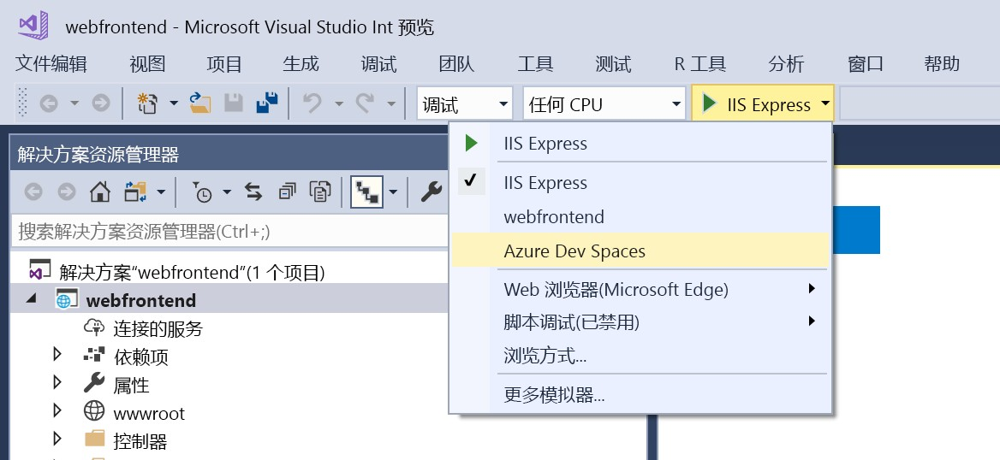 webfrontend - Microsoft Visual Studio Int 预览
文件编辑 视图 项目 生成 调试 团队 工具 测试 R 工具 分析 窗口 帮助
调试 任何 CPU IIS Express
解决方案资源管理器
搜索解决方案资源管理器(Ctrl+;)
解决方案“webfrontend”(1 个项目)
webfrontend
连接的服务
依赖项
属性
wwwroot
控制器
IIS Express
IIS Express
webfrontend
Azure Dev Spaces
Web 浏览器(Microsoft Edge)
脚本调试(已禁用)
浏览方式...
更多模拟器...